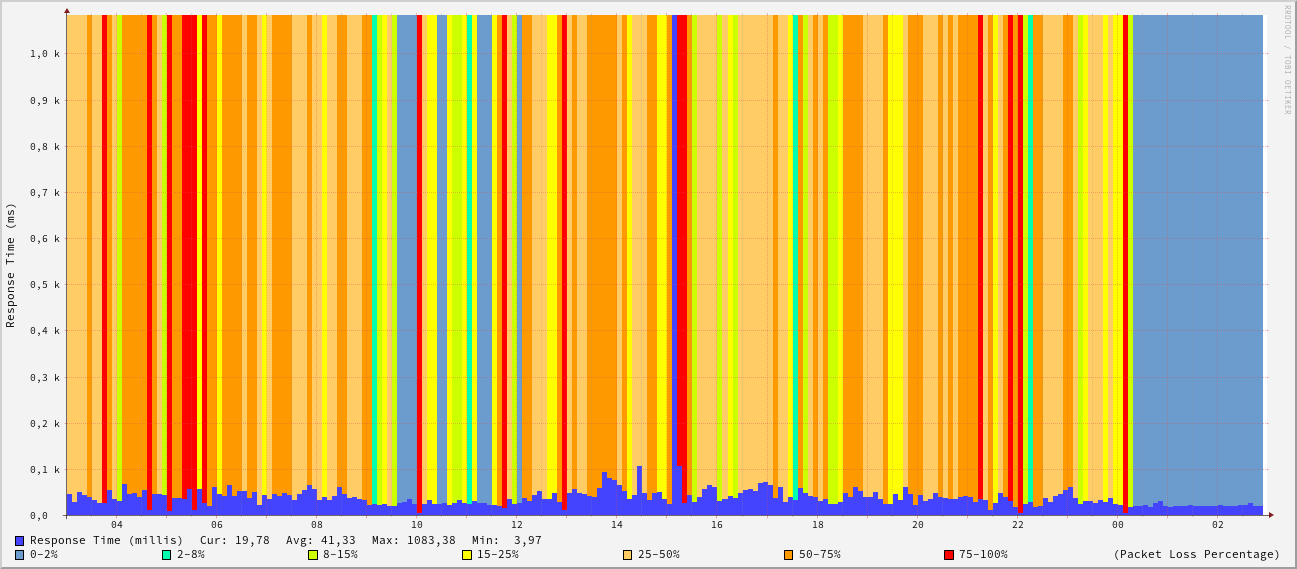 RRDTOOL / TOBI OETIKER
Response Time (ms)
1,0 k
0,9 k
0,8 k
0,7 k
0,6 k
0,5 k
0,4 k
0,3 k
0,2 k
0,1 k
0,0
04 06 08 10 12 14 16 18 20 22 00 02
Response Time (millis) Cur: 19,78 Avg: 41,33 Max: 1083,38 Min: 3,97
0-2% 2-8% 8-15% 15-25% 25-50% 50-75% 75-100% (Packet Loss Percentage)